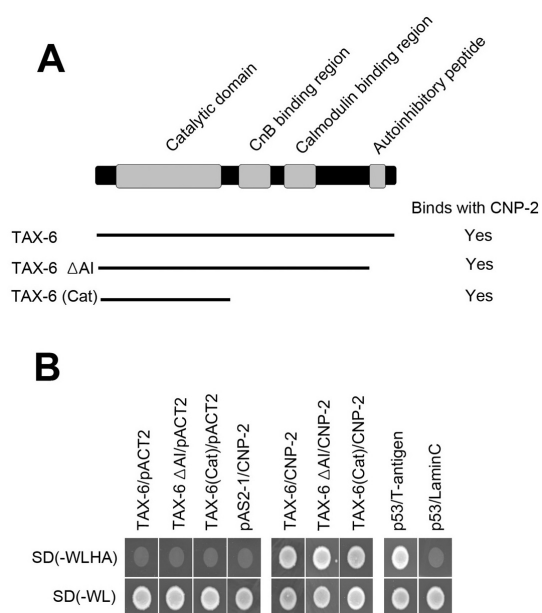 A
Catalytic domain
CnB binding region
Calmodulin binding region
Autoinhibitory peptide
Binds with CNP-2
TAX-6 Yes
TAX-6 ΔAI Yes
TAX-6 (Cat) Yes
B
TAX-6/pACT2
TAX-6 ΔAI/pACT2
TAX-6(Cat)/pACT2
pAS2-1/CNP-2
TAX-6/CNP-2
TAX-6 ΔAI/CNP-2
TAX-6(Cat)/CNP-2
p53/T-antigen
p53/LaminC
SD(-WLHA)
SD(-WL)